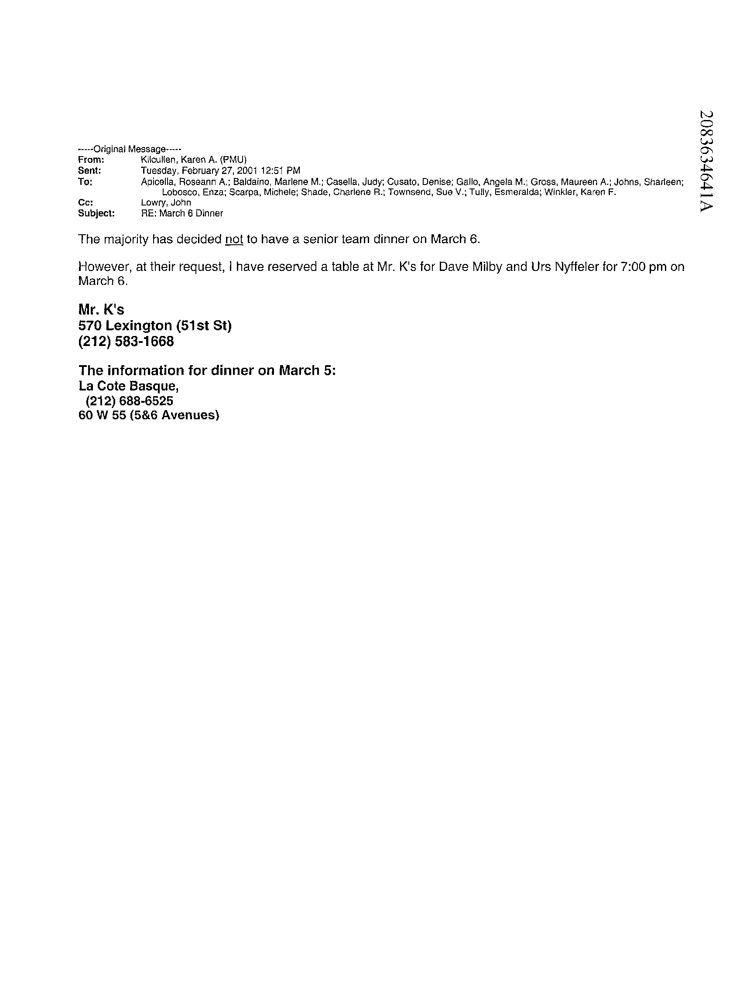 -----Original Message-----
From: Kilcullen, Karen A. (PMU)
Sent: Tuesday, February 27, 2001 12:51 PM
To: Apicella, Roseann A.; Baldaino, Marlene M.; Casella, Judy; Cusato, Denise; Gallo, Angela M.; Gross, Maureen A.; Johns, Sharleen;
Lobosco, Enza; Scarpa, Michele; Shade, Charlene R.; Townsend, Sue V.; Tully, Esmeralda; Winkler, Karen F.
Cc: Lowry, John
Subject: RE: March 6 Dinner
The majority has decided not to have a senior team dinner on March 6.
However, at their request, I have reserved a table at Mr. K's for Dave Milby and Urs Nyffeler for 7:00 pm on
March 6.
Mr. K's
570 Lexington (51st St)
(212) 583-1668
The information for dinner on March 5:
La Cote Basque,
(212) 688-6525
60 W 55 (5&6 Avenues)
2083634641A